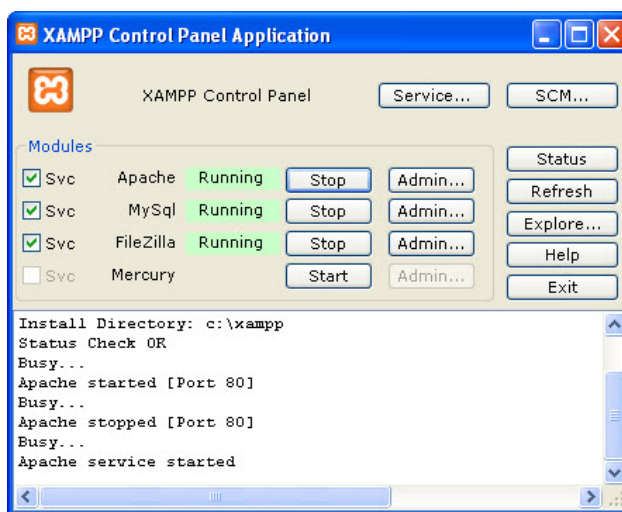 XAMPP Control Panel Application
XAMPP Control Panel Service... SCM...
Modules
Svc Apache Running Stop Admin...
Svc MySql Running Stop Admin...
Svc FileZilla Running Stop Admin...
Svc Mercury Start Admin...
Status
Refresh
Explore...
Help
Exit
Install Directory: c:\xampp
Status Check OK
Busy...
Apache started [Port 80]
Busy...
Apache stopped [Port 80]
Busy...
Apache service started